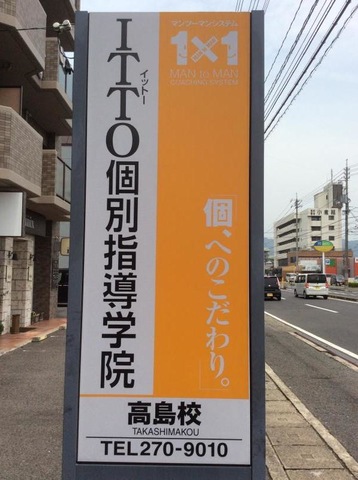 マンツーマンシステム
1×1
MAN to MAN
COACHING SYSTEM
ITTO個別指導学院
イットー
「個」へのこだわり。
高島校
TAKASHIMAKOU
TEL270-9010